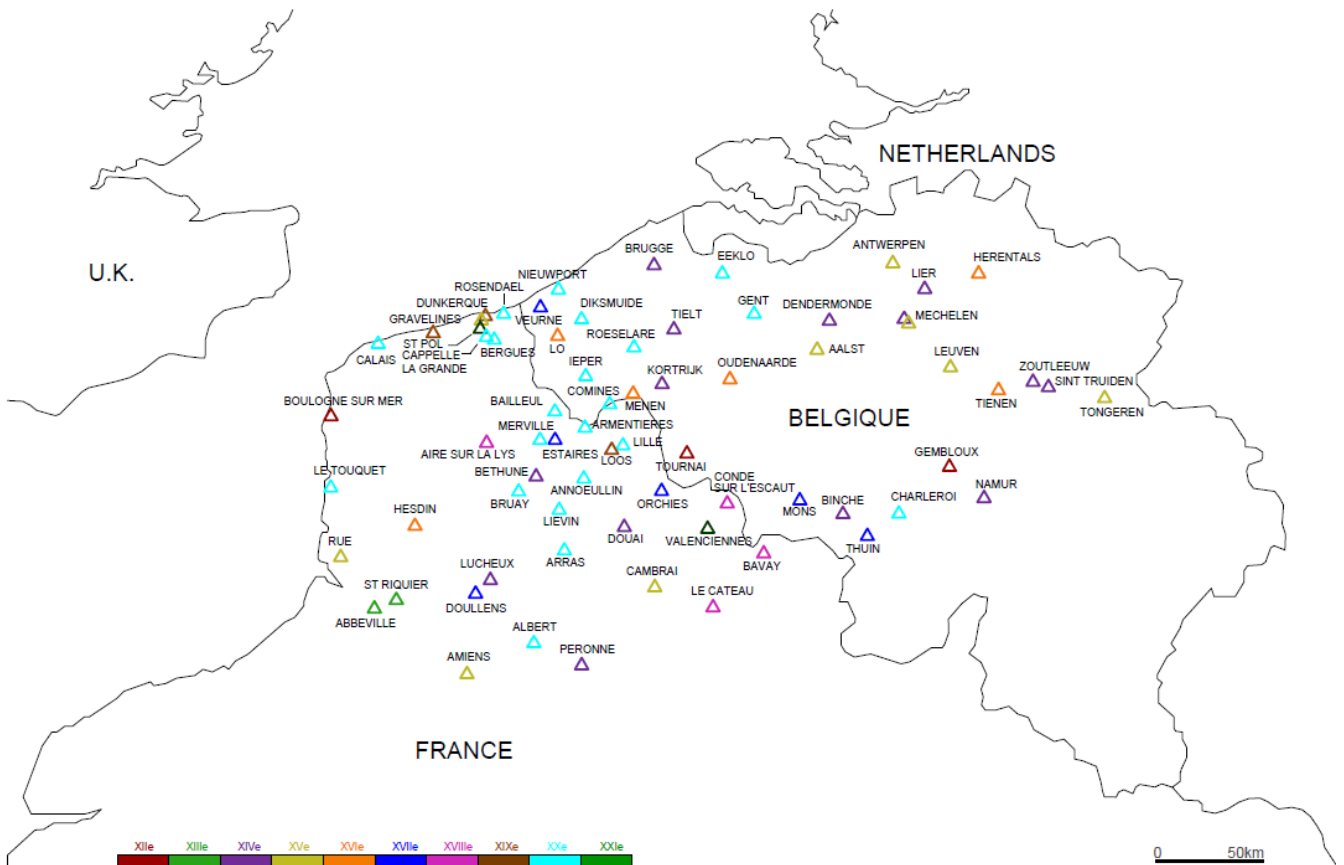 NETHERLANDS
U.K.
BRUGGE
EEKLO
ANTWERPEN
HERENTALS
LIER
NIEUWPORT
ROSENDAEL
DUNKERQUE
GRAVELINES
VEURNE
DIKSMUIDE
TIELT
GENT
DENDERMONDE
MECHELEN
ST POL
CAPPELLE
LA GRANDE
BERGUES
LO
ROESELARE
CALAIS
AALST
OUDENAARDE
LEUVEN
IEPER
KORTRIJK
ZOUTLEEUW
SINT TRUIDEN
TIENEN
TONGEREN
COMINES
MENEN
BOULOGNE SUR MER
BAILLEUL
BELGIQUE
MERVILLE
ARMENTIERES
LILLE
AIRE SUR LA LYS
ESTAIRES
LOOS
TOURNAI
GEMBLOUX
LE TOUQUET
BETHUNE
ANNOEULLIN
CONDE
SUR L'ESCAUT
NAMUR
BRUAY
ORCHIES
MONS
BINCHE
CHARLEROI
HESDIN
LIEVIN
DOUAI
VALENCIENNES
THUIN
RUE
ARRAS
BAVAY
LUCHEUX
CAMBRAI
ST RIQUIER
DOULLENS
LE CATEAU
ABBEVILLE
ALBERT
PERONNE
AMIENS
FRANCE
XIIe XIIIe XIVe XVe XVIe XVIIe XVIIIe XIXe XXe XXIe
0 50km